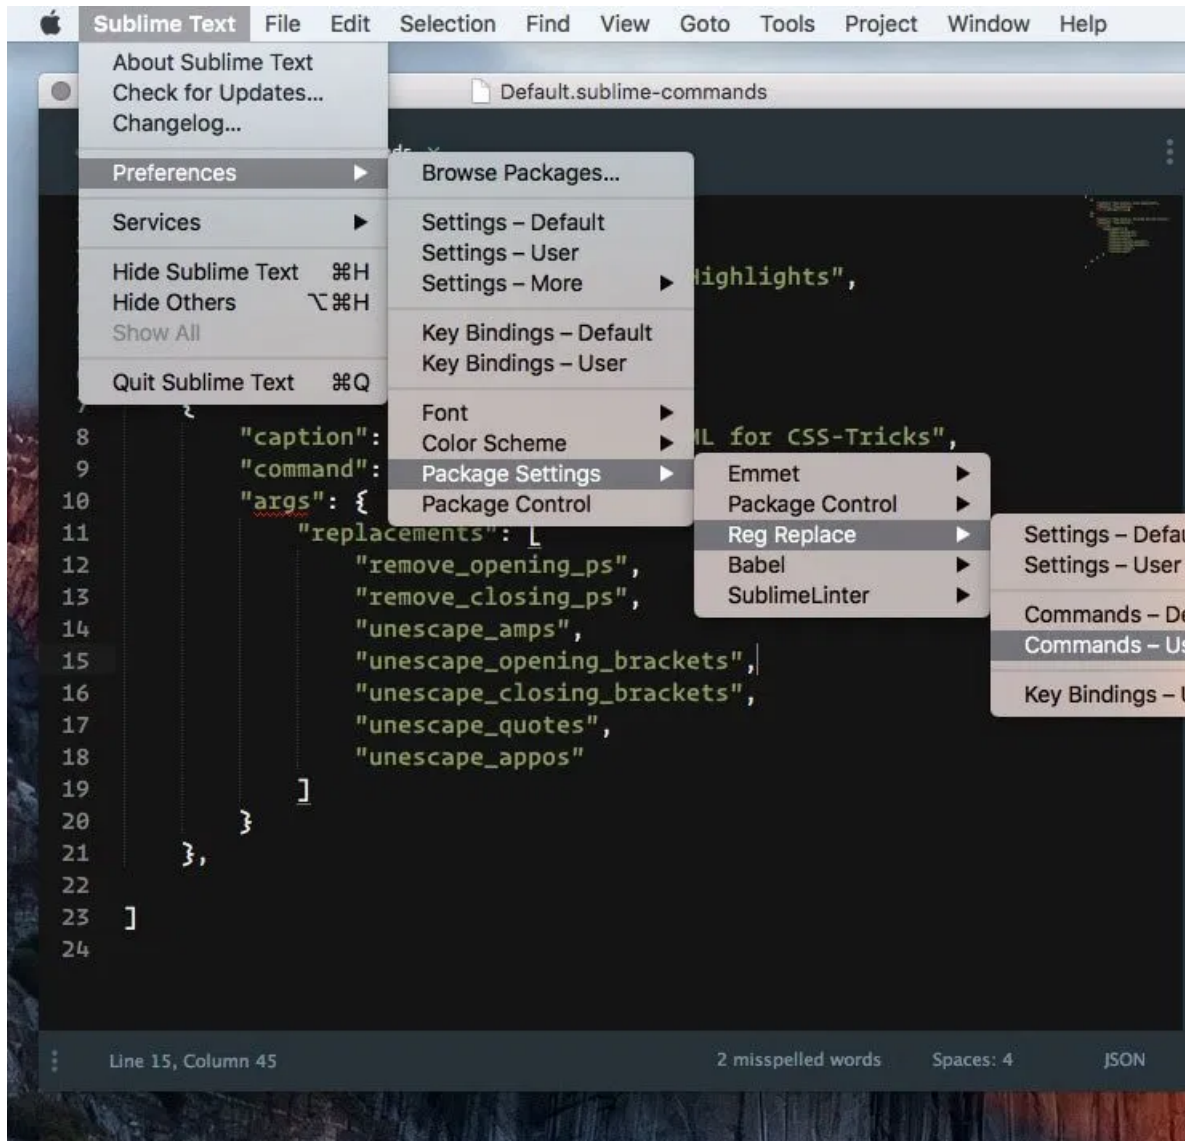 Sublime Text File Edit Selection Find View Goto Tools Project Window Help
About Sublime Text
Check for Updates...
Changelog...
Preferences
Services
Hide Sublime Text ⌘H
Hide Others ⌥⌘H
Show All
Quit Sublime Text ⌘Q
Default.sublime-commands
Browse Packages...
Settings – Default
Settings – User
Settings – More
Key Bindings – Default
Key Bindings – User
Font
Color Scheme
Package Settings
Package Control
Emmet
Package Control
Reg Replace
Babel
SublimeLinter
Settings – Defau
Settings – User
Commands – De
Commands – Us
Key Bindings – U
Highlights",
7 {
8 "caption": L for CSS-Tricks",
9 "command":
10 "args": {
11 "replacements": [
12 "remove_opening_ps",
13 "remove_closing_ps",
14 "unescape_amps",
15 "unescape_opening_brackets",
16 "unescape_closing_brackets",
17 "unescape_quotes",
18 "unescape_appos"
19 ]
20 }
21 },
22
23 ]
24
Line 15, Column 45 2 misspelled words Spaces: 4 JSON